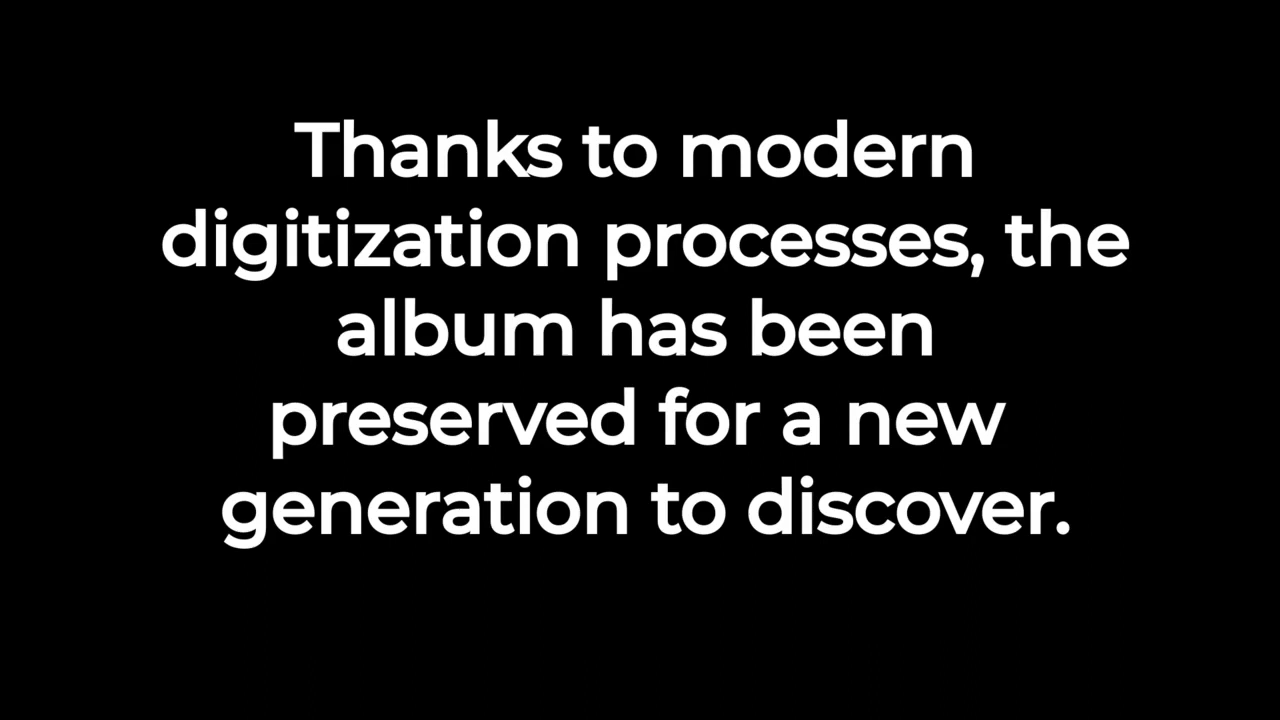 Thanks to modern
digitization processes, the
album has been
preserved for a new
generation to discover.